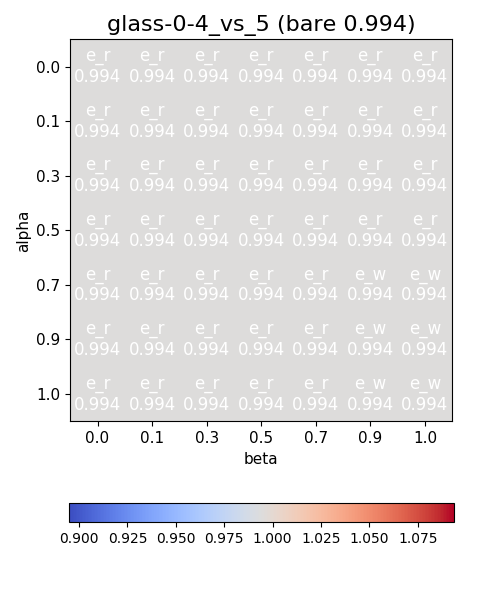 glass-0-4_vs_5 (bare 0.994)
e_r e_r e_r e_r e_r e_r e_r
0.0 0.994 0.994 0.994 0.994 0.994 0.994 0.994
e_r e_r e_r e_r e_r e_r e_r
0.1 0.994 0.994 0.994 0.994 0.994 0.994 0.994
e_r e_r e_r e_r e_r e_r e_r
0.3 0.994 0.994 0.994 0.994 0.994 0.994 0.994
e_r e_r e_r e_r e_r e_r e_r
0.5 0.994 0.994 0.994 0.994 0.994 0.994 0.994
e_r e_r e_r e_r e_r e_w e_w
0.7 0.994 0.994 0.994 0.994 0.994 0.994 0.994
e_r e_r e_r e_r e_r e_w e_w
0.9 0.994 0.994 0.994 0.994 0.994 0.994 0.994
e_r e_r e_r e_r e_r e_w e_w
1.0 0.994 0.994 0.994 0.994 0.994 0.994 0.994
alpha
0.0 0.1 0.3 0.5 0.7 0.9 1.0
beta
0.900 0.925 0.950 0.975 1.000 1.025 1.050 1.075